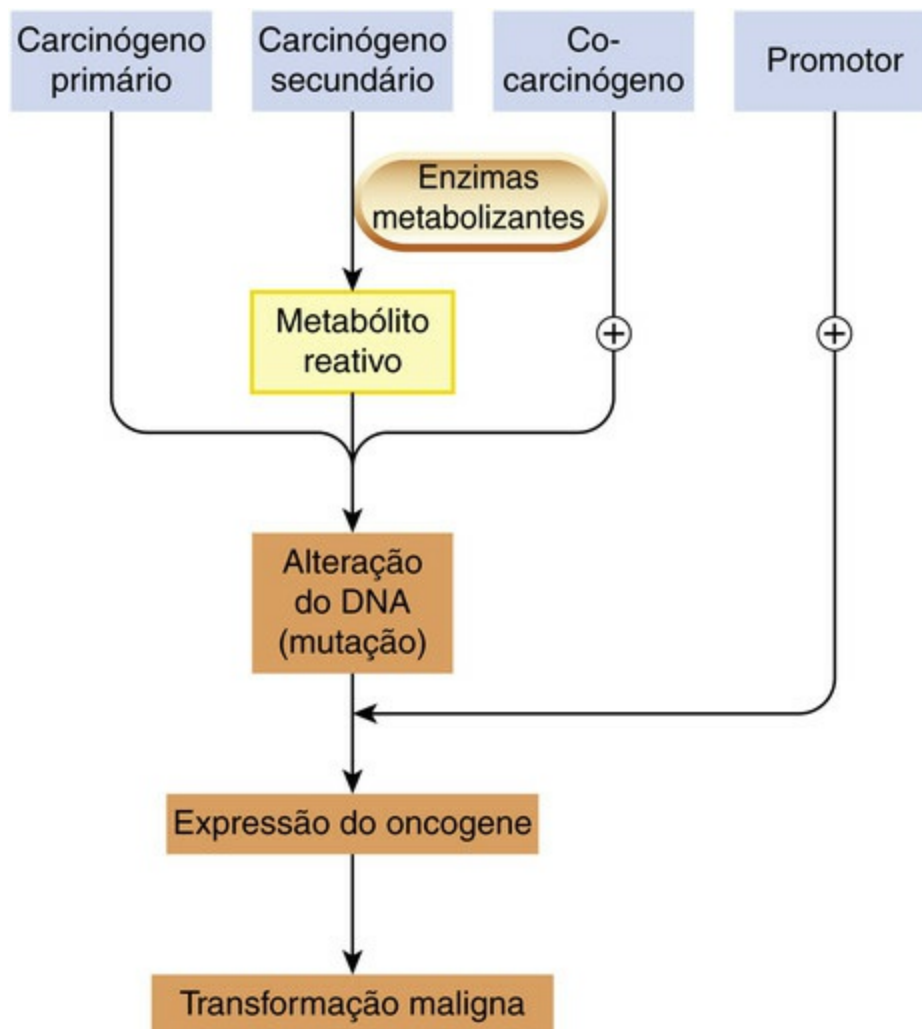 Carcinógeno
primário
Carcinógeno
secundário
Co-
carcinógeno
Promotor
Enzimas
metabolizantes
Metabólito
reativo
+
+
Alteração
do DNA
(mutação)
Expressão do oncogene
Transformação maligna